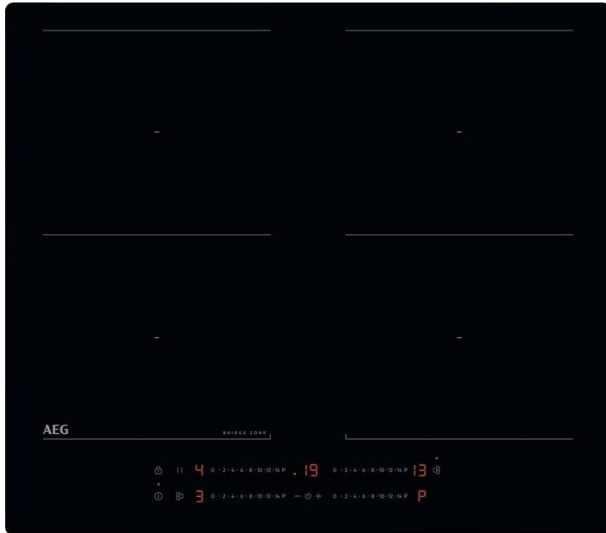 AEG
BRIDGE ZONE
4 0 · 2 · 4 · 6 · 8 · 10 · 12 · 14 P . 19 0 · 2 · 4 · 6 · 8 · 10 · 12 · 14 P 13
3 0 · 2 · 4 · 6 · 8 · 10 · 12 · 14 P − + 0 · 2 · 4 · 6 · 8 · 10 · 12 · 14 P P